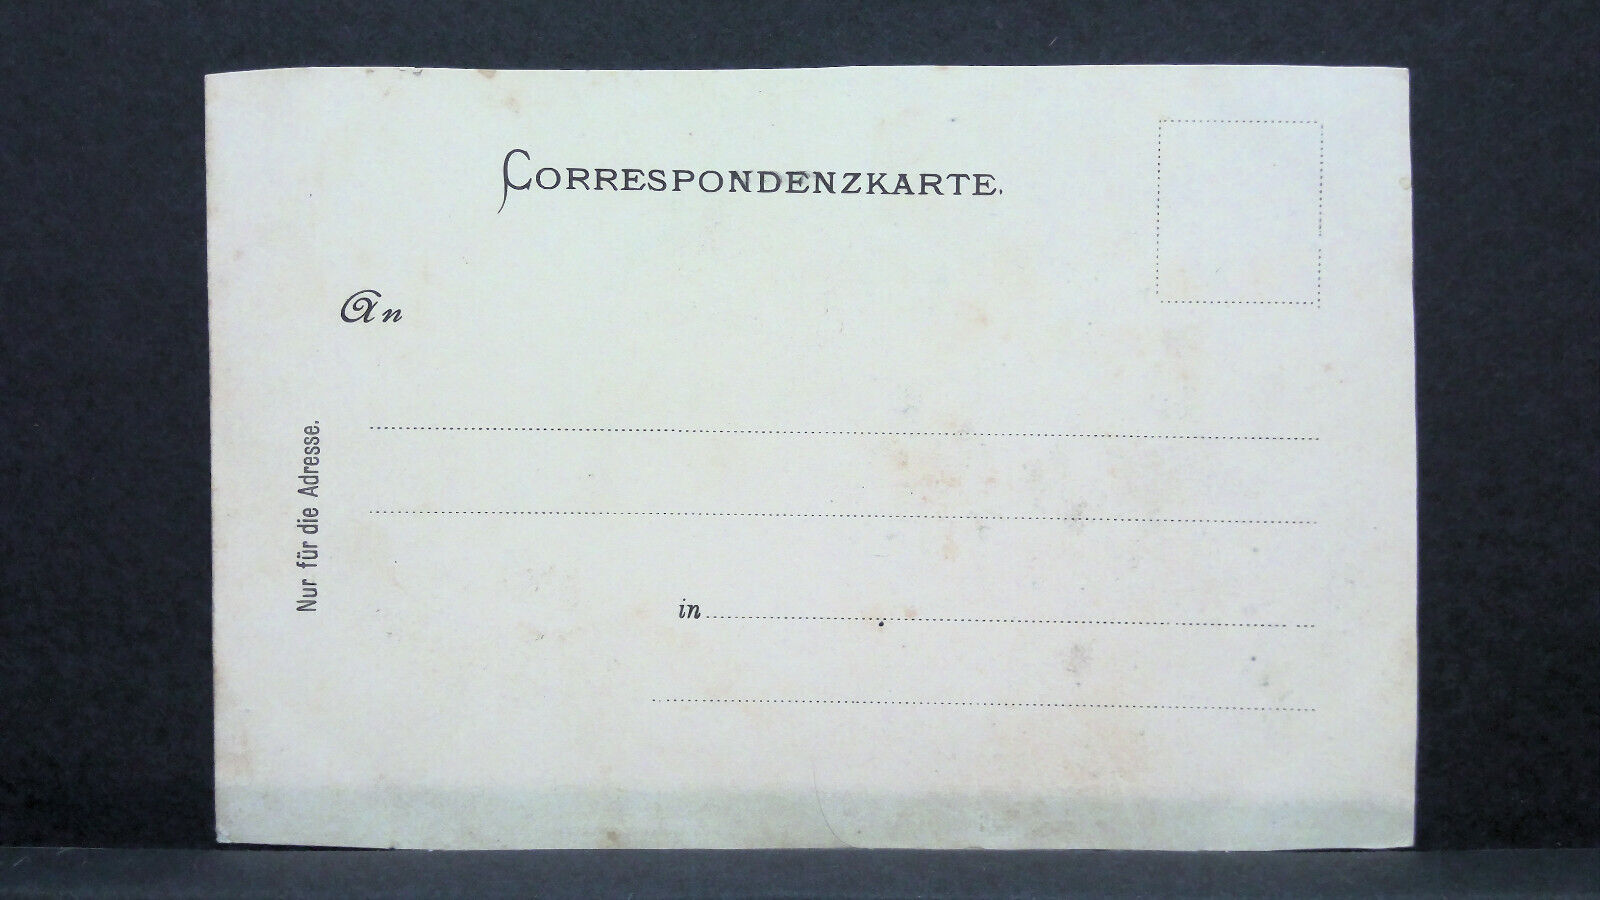 CORRESPONDENZKARTE.
An
Nur für die Adresse.
in